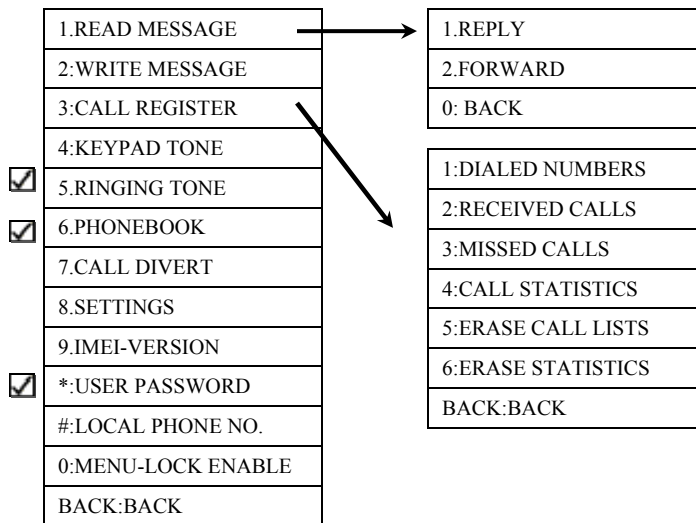 1.READ MESSAGE
2:WRITE MESSAGE
3:CALL REGISTER
4:KEYPAD TONE
5.RINGING TONE
6.PHONEBOOK
7.CALL DIVERT
8.SETTINGS
9.IMEI-VERSION
*:USER PASSWORD
#:LOCAL PHONE NO.
0:MENU-LOCK ENABLE
BACK:BACK
1.REPLY
2.FORWARD
0: BACK
1:DIALED NUMBERS
2:RECEIVED CALLS
3:MISSED CALLS
4:CALL STATISTICS
5:ERASE CALL LISTS
6:ERASE STATISTICS
BACK:BACK